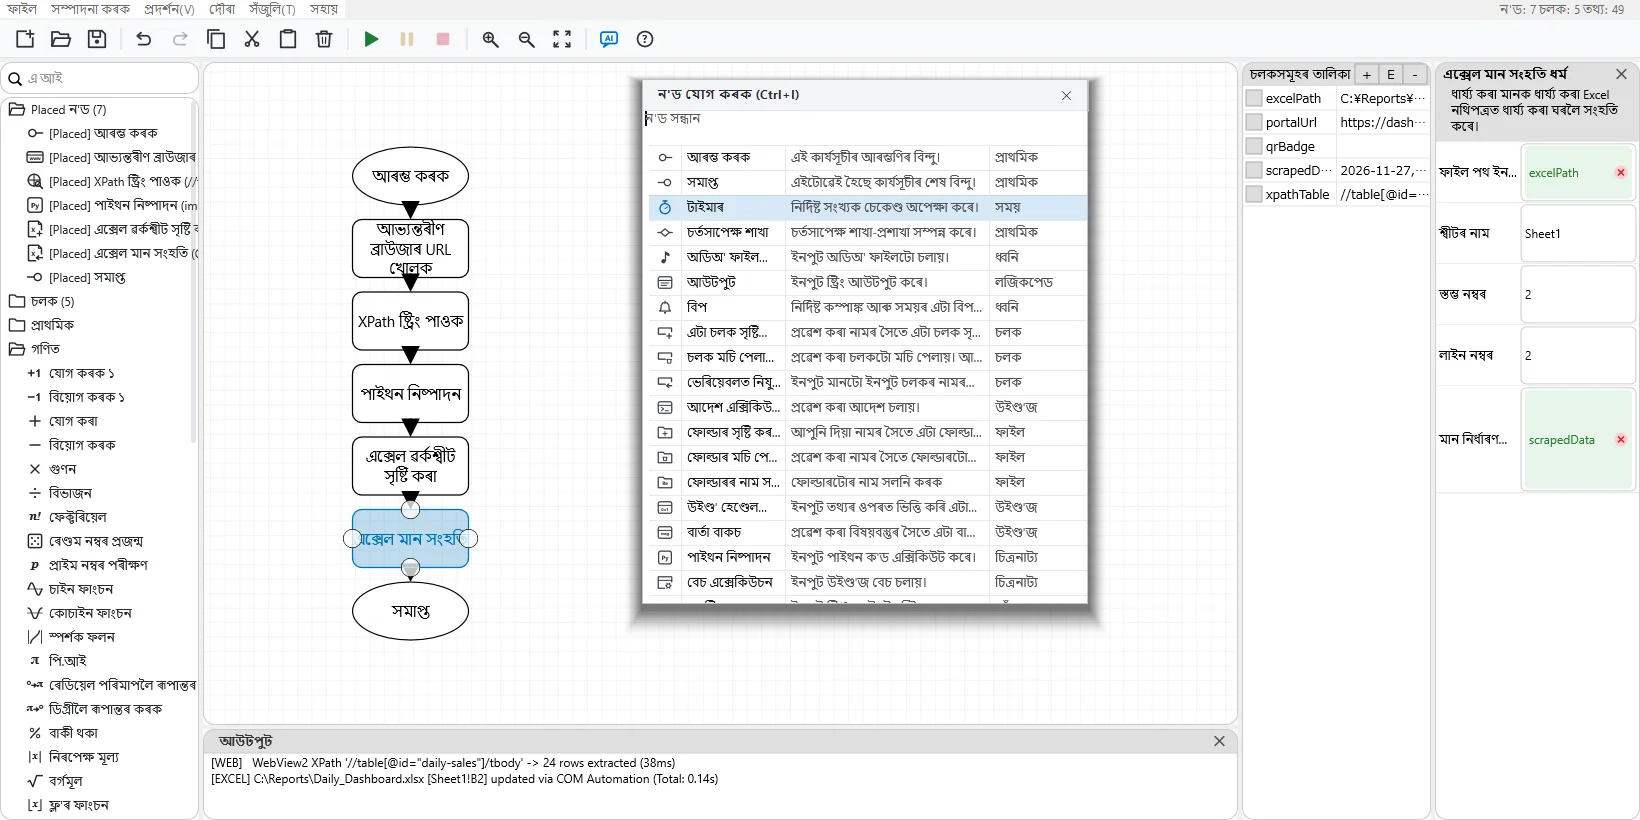 ফাইল সম্পাদনা কৰক প্ৰদৰ্শন(V) দৌৰা সঁজুলি(T) সহায়
ন'ড: 7 চলক: 5 তথ্য: 49
AI
এ আই
Placed ন'ড (7)
[Placed] আৰম্ভ কৰক
[Placed] আভ্যন্তৰীণ ব্ৰাউজাৰ
[Placed] XPath ষ্ট্ৰিং পাওক (//
[Placed] পাইথন নিষ্পাদন (im
[Placed] এক্সেল ৱৰ্কশ্বীট সৃষ্টি ক
[Placed] এক্সেল মান সংহতি (
[Placed] সমাপ্ত
চলক (5)
প্ৰাথমিক
গণিত
+1 যোগ কৰক ১
−1 বিয়োগ কৰক ১
যোগ কৰা
বিয়োগ কৰক
গুণন
বিভাজন
n! ফেক্টৰিয়েল
ৰেণ্ডম নম্বৰ প্ৰজন্ম
p প্ৰাইম নম্বৰ পৰীক্ষণ
চাইন ফাংচন
কোচাইন ফাংচন
স্পৰ্শক ফলন
π পি.আই
ৰেডিয়েল পৰিমাপলৈ ৰূপান্তৰ
ডিগ্ৰীলৈ ৰূপান্তৰ কৰক
% বাকী থকা
|x| নিৰপেক্ষ মূল্য
বৰ্গমূল
⌊x⌋ ফ্ল'ৰ ফাংচন
আৰম্ভ কৰক
আভ্যন্তৰীণ
ব্ৰাউজাৰ URL
খোলক
XPath ষ্ট্ৰিং পাওক
পাইথন নিষ্পাদন
এক্সেল ৱৰ্কশ্বীট
সৃষ্টি কৰা
এক্সেল মান সংহতি
সমাপ্ত
ন'ড যোগ কৰক (Ctrl+I)
ন'ড সন্ধান
আৰম্ভ কৰক এই কাৰ্যসূচীৰ আৰম্ভণিৰ বিন্দু। প্ৰাথমিক
সমাপ্ত এইটোৱেই হৈছে কাৰ্যসূচীৰ শেষ বিন্দু। প্ৰাথমিক
টাইমাৰ নিৰ্দিষ্ট সংখ্যক চেকেণ্ড অপেক্ষা কৰে। সময়
চৰ্তসাপেক্ষ শাখা চৰ্তসাপেক্ষ শাখা-প্ৰশাখা সম্পন্ন কৰে। প্ৰাথমিক
অডিঅ' ফাইল... ইনপুট অডিঅ' ফাইলটো চলায়। ধ্বনি
আউটপুট ইনপুট ষ্ট্ৰিং আউটপুট কৰে। লজিকপেড
বিপ নিৰ্দিষ্ট কম্পাঙ্ক আৰু সময়ৰ এটা বিপ... ধ্বনি
এটা চলক সৃষ্টি... প্ৰৱেশ কৰা নামৰ সৈতে এটা চলক সৃ... চলক
চলক মচি পেলা... প্ৰৱেশ কৰা চলকটো মচি পেলায়। আ... চলক
ভেৰিয়েবলত নিযু... ইনপুট মানটো ইনপুট চলকৰ নামৰ... চলক
আদেশ এক্সিকিউ... প্ৰৱেশ কৰা আদেশ চলায়। উইণ্ড'জ
ফোল্ডাৰ সৃষ্টি কৰ... আপুনি দিয়া নামৰ সৈতে এটা ফোল্ডা... ফাইল
ফোল্ডাৰ মচি পে... প্ৰৱেশ কৰা নামৰ সৈতে ফোল্ডাৰটো... ফাইল
ফোল্ডাৰৰ নাম স... ফোল্ডাৰটোৰ নাম সলনি কৰক ফাইল
উইণ্ড' হেণ্ডেল... ইনপুট তথ্যৰ ওপৰত ভিত্তি কৰি এটা... উইণ্ড'জ
বাৰ্তা বাকচ প্ৰৱেশ কৰা বিষয়বস্তুৰ সৈতে এটা বা... উইণ্ড'জ
পাইথন নিষ্পাদন ইনপুট পাইথন ক'ড এক্সিকিউট কৰে। চিত্ৰনাট্য
বেচ এক্সেকিউচন ইনপুট উইণ্ড'জ বেচ চলায়। চিত্ৰনাট্য
আউটপুট
[WEB] WebView2 XPath '//table[@id="daily-sales"]/tbody' -> 24 rows extracted (38ms)
[EXCEL] C:\Reports\Daily_Dashboard.xlsx [Sheet1!B2] updated via COM Automation (Total: 0.14s)
চলকসমূহৰ তালিকা + E -
excelPath C:¥Reports¥···
portalUrl https://dash···
qrBadge
scrapedD··· 2026-11-27,···
xpathTable //table[@id=···
এক্সেল মান সংহতি ধৰ্ম
ধাৰ্য্য কৰা মানক ধাৰ্য্য কৰা Excel
নথিপত্ৰত ধাৰ্য্য কৰা ঘৰলৈ সংহতি
কৰে।
ফাইল পথ ইন... excelPath
শ্বীটৰ নাম Sheet1
স্তম্ভ নম্বৰ 2
লাইন নম্বৰ 2
মান নিৰ্ধাৰণ... scrapedData